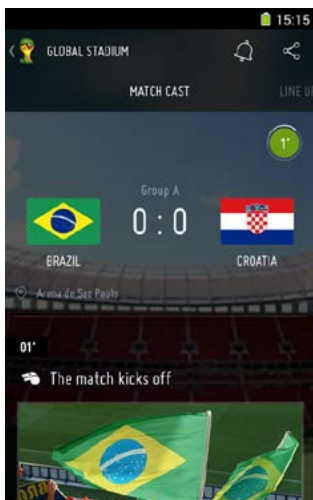 15:15
GLOBAL STADIUM
MATCH CAST
LINE U
1'
Group A
0 : 0
BRAZIL
CROATIA
Arena de Sao Paulo
01'
The match kicks off